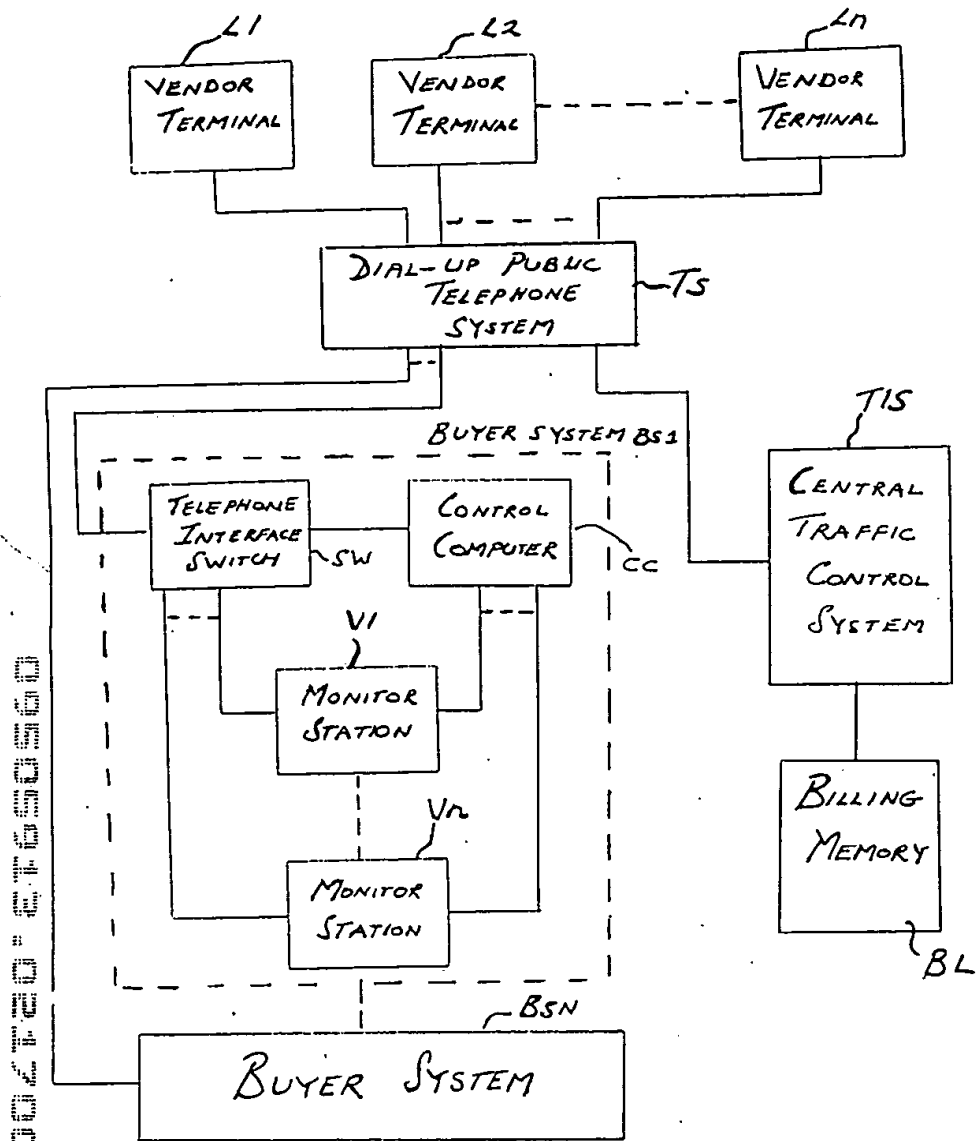 L1
L2
Ln
VENDOR
TERMINAL
VENDOR
TERMINAL
VENDOR
TERMINAL
DIAL-UP PUBLIC
TELEPHONE
SYSTEM
TS
BUYER SYSTEM BS1
TIS
TELEPHONE
INTERFACE
SWITCH
SW
CONTROL
COMPUTER
CC
CENTRAL
TRAFFIC
CONTROL
SYSTEM
V1
MONITOR
STATION
Vn
MONITOR
STATION
BILLING
MEMORY
BL
BSN
BUYER SYSTEM